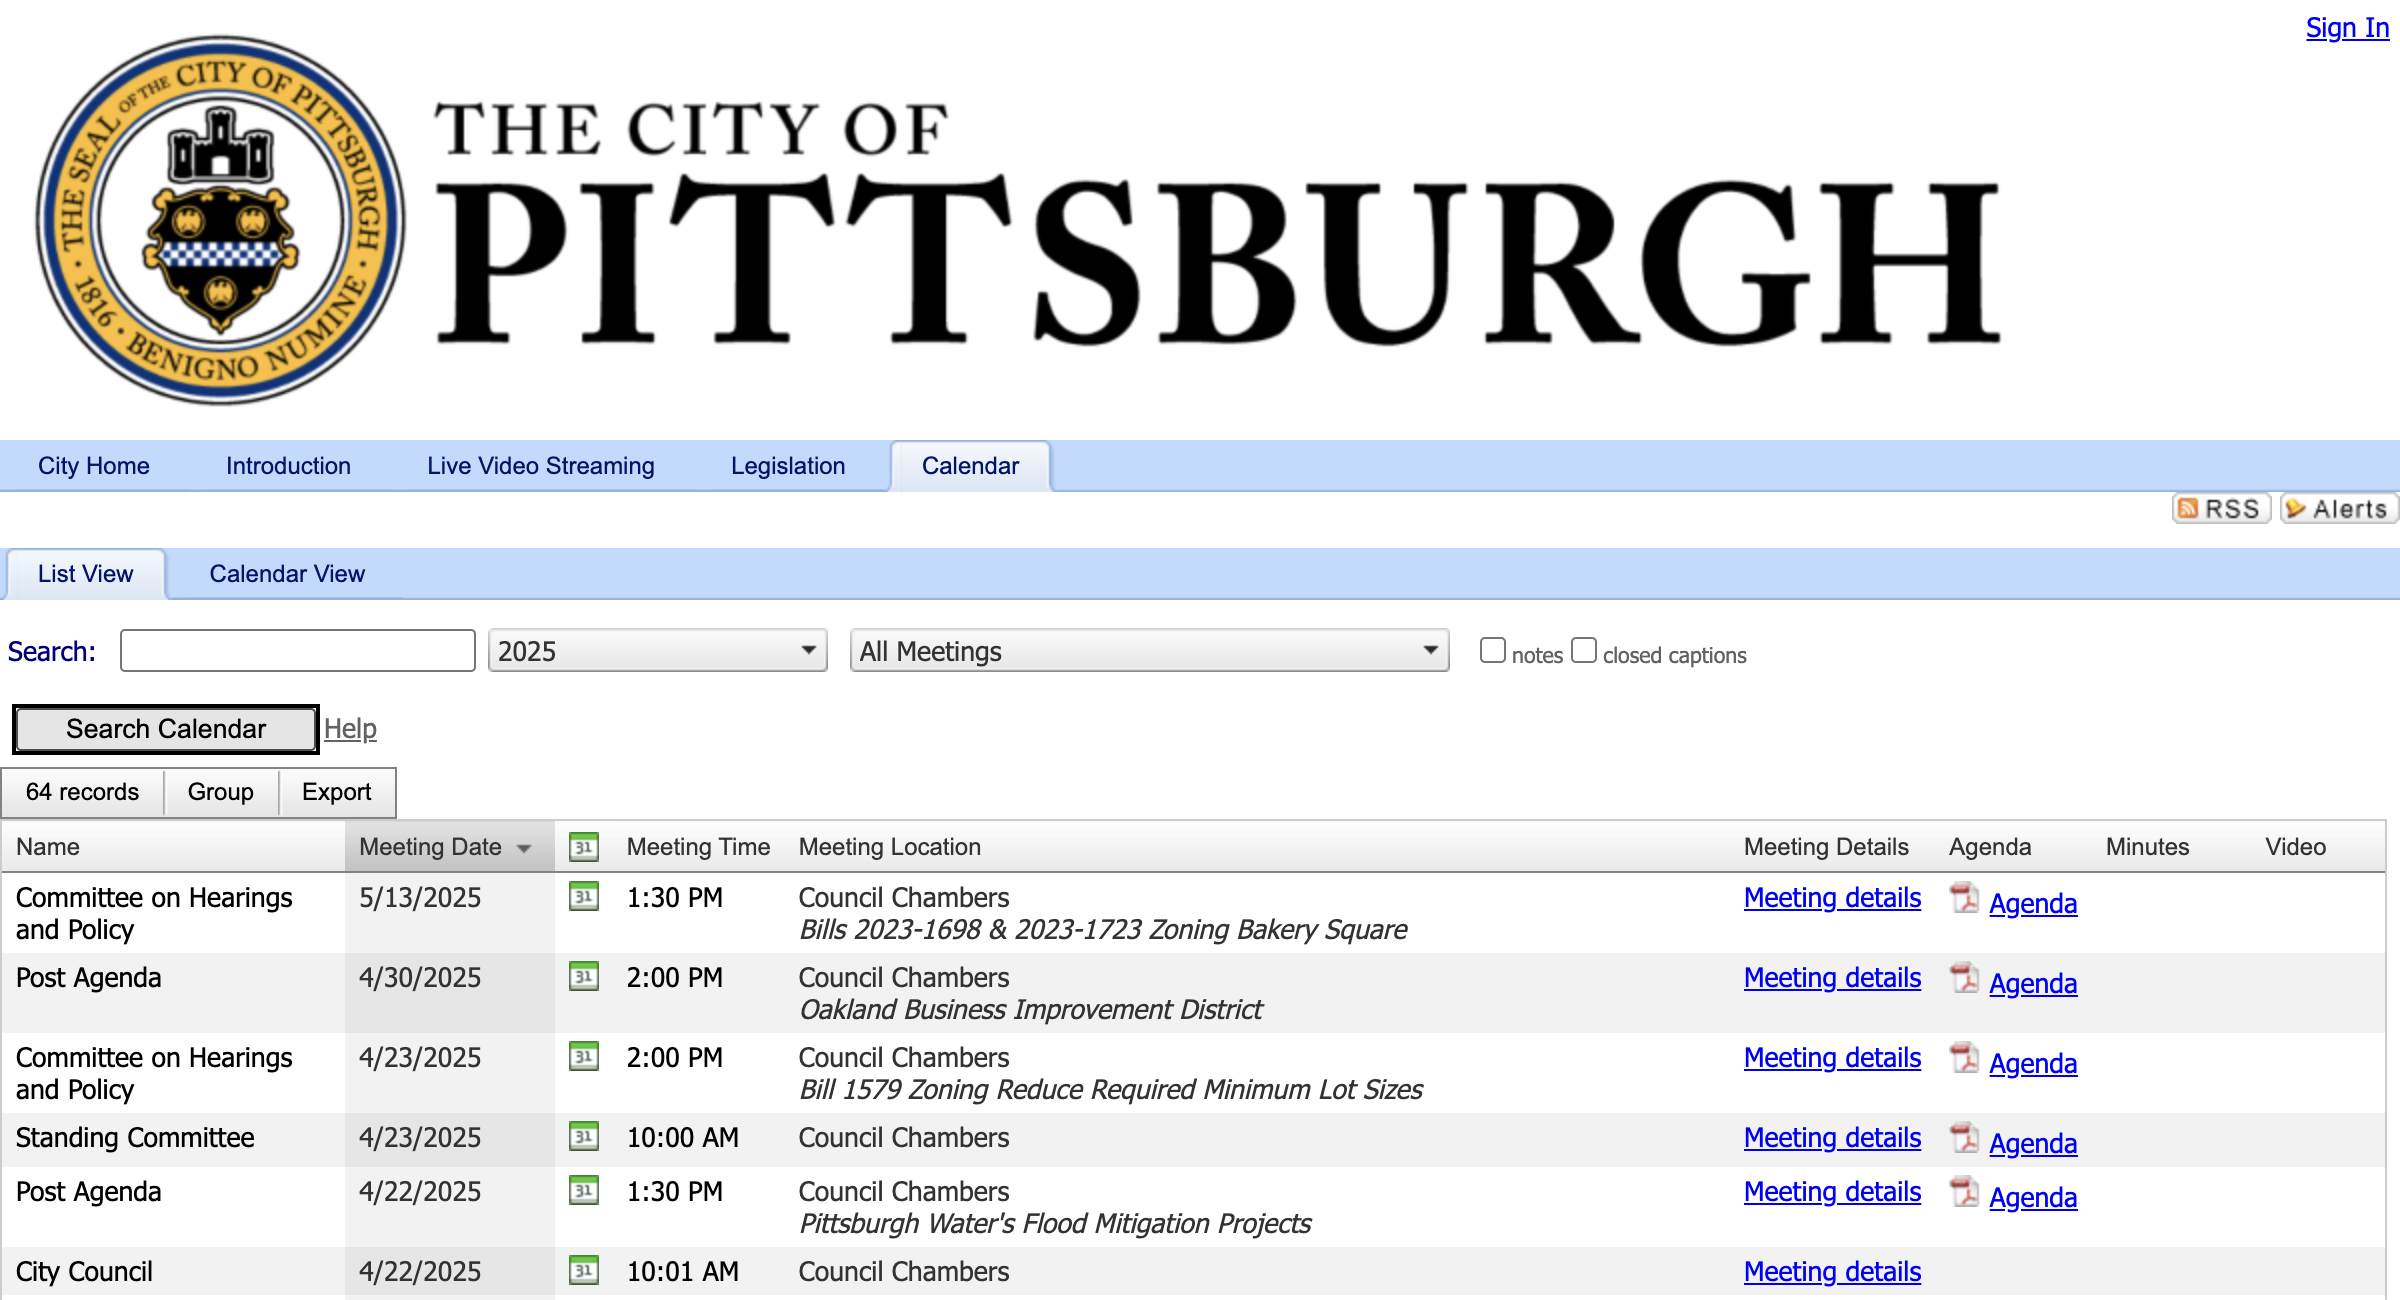 Sign In
THE SEAL OF THE CITY OF PITTSBURGH · 1816 · BENIGNO NUMINE ·
THE CITY OF
PITTSBURGH
City Home Introduction Live Video Streaming Legislation Calendar
RSS Alerts
List View Calendar View
Search: 2025 All Meetings notes closed captions
Search Calendar Help
64 records Group Export
Name Meeting Date 31 Meeting Time Meeting Location Meeting Details Agenda Minutes Video
Committee on Hearings 5/13/2025 31 1:30 PM Council Chambers Meeting details Agenda
and Policy Bills 2023-1698 & 2023-1723 Zoning Bakery Square
Post Agenda 4/30/2025 31 2:00 PM Council Chambers Meeting details Agenda
Oakland Business Improvement District
Committee on Hearings 4/23/2025 31 2:00 PM Council Chambers Meeting details Agenda
and Policy Bill 1579 Zoning Reduce Required Minimum Lot Sizes
Standing Committee 4/23/2025 31 10:00 AM Council Chambers Meeting details Agenda
Post Agenda 4/22/2025 31 1:30 PM Council Chambers Meeting details Agenda
Pittsburgh Water's Flood Mitigation Projects
City Council 4/22/2025 31 10:01 AM Council Chambers Meeting details